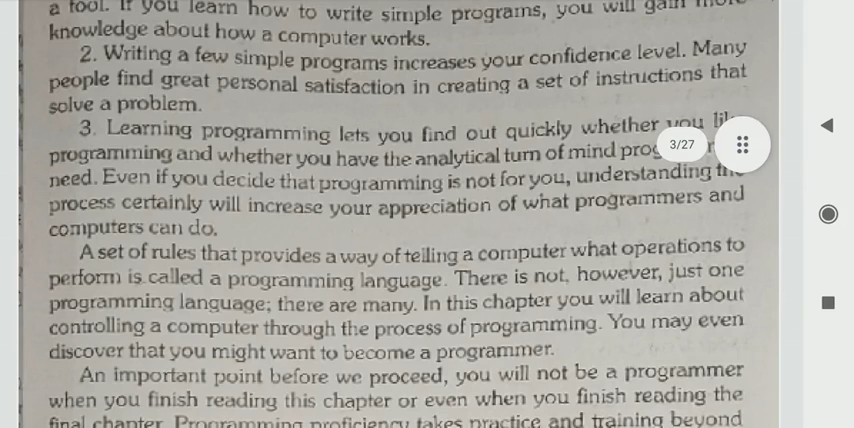 a tool. If you learn how to write simple programs, you will gain more
knowledge about how a computer works.
2. Writing a few simple programs increases your confidence level. Many
people find great personal satisfaction in creating a set of instructions that
solve a problem.
3. Learning programming lets you find out quickly whether you
programming and whether you have the analytical turn of mind
3/27
need. Even if you decide that programming is not for you, understanding the
process certainly will increase your appreciation of what programmers and
computers can do.
A set of rules that provides a way of telling a computer what operations to
perform is called a programming language. There is not, however, just one
programming language; there are many. In this chapter you will learn about
controlling a computer through the process of programming. You may even
discover that you might want to become a programmer.
An important point before we proceed, you will not be a programmer
when you finish reading this chapter or even when you finish reading the
final chapter. Programming proficiency takes practice and training beyond